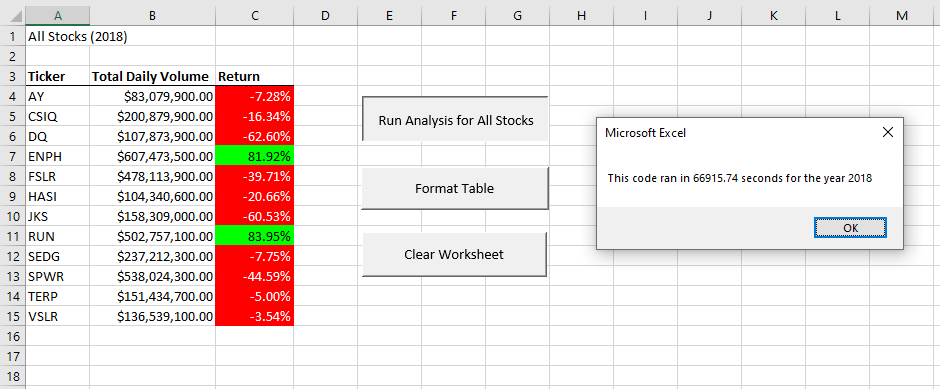 A B C D E F G H I J K L M
1 All Stocks (2018)
2
3 Ticker Total Daily Volume Return
4 AY $83,079,900.00 -7.28%
5 CSIQ $200,879,900.00 -16.34%
6 DQ $107,873,900.00 -62.60%
7 ENPH $607,473,500.00 81.92%
8 FSLR $478,113,900.00 -39.71%
9 HASI $104,340,600.00 -20.66%
10 JKS $158,309,000.00 -60.53%
11 RUN $502,757,100.00 83.95%
12 SEDG $237,212,300.00 -7.75%
13 SPWR $538,024,300.00 -44.59%
14 TERP $151,434,700.00 -5.00%
15 VSLR $136,539,100.00 -3.54%
16
17
18
Run Analysis for All Stocks
Format Table
Clear Worksheet
Microsoft Excel
This code ran in 66915.74 seconds for the year 2018
OK